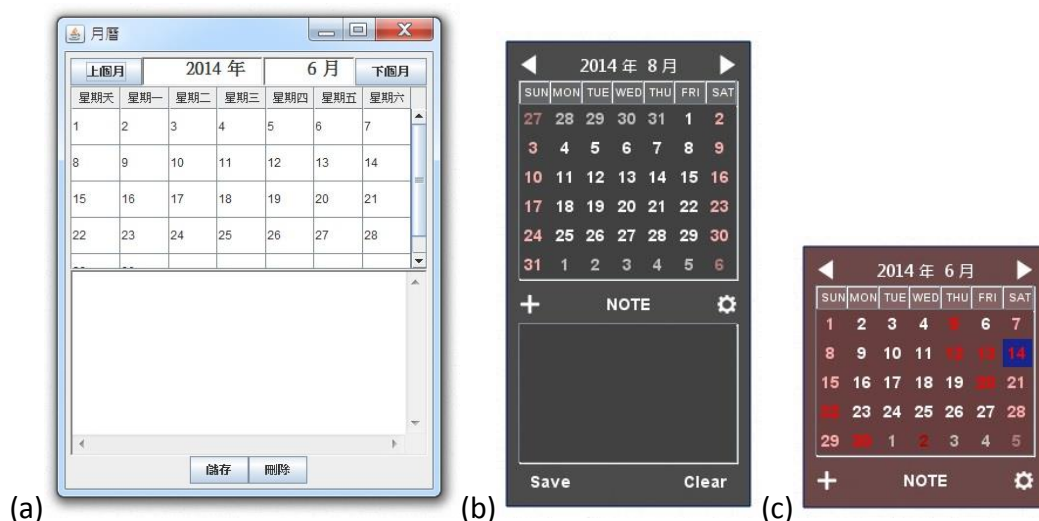 月曆
上個月 2014 年 6 月 下個月
星期天 星期一 星期二 星期三 星期四 星期五 星期六
1 2 3 4 5 6 7
8 9 10 11 12 13 14
15 16 17 18 19 20 21
22 23 24 25 26 27 28
儲存 刪除
(a)
2014 年 8 月
SUN MON TUE WED THU FRI SAT
27 28 29 30 31 1 2
3 4 5 6 7 8 9
10 11 12 13 14 15 16
17 18 19 20 21 22 23
24 25 26 27 28 29 30
31 1 2 3 4 5 6
NOTE
Save Clear
(b)
2014 年 6 月
SUN MON TUE WED THU FRI SAT
1 2 3 4 5 6 7
8 9 10 11 12 13 14
15 16 17 18 19 21
23 24 25 26 27 28
29 1 2 3 4 5
NOTE
(c)